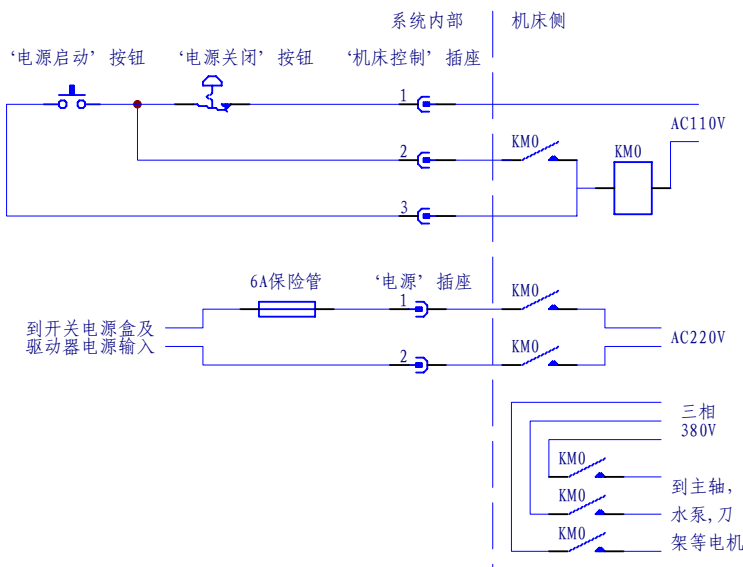 系统内部
机床侧
‘电源启动’按钮
‘电源关闭’按钮
‘机床控制’插座
1
AC110V
2
KM0
KM0
3
6A保险管
‘电源’插座
1
KM0
到开关电源盒及
驱动器电源输入
AC220V
2
KM0
三相
380V
KM0
到主轴,
KM0
水泵,刀
KM0
架等电机